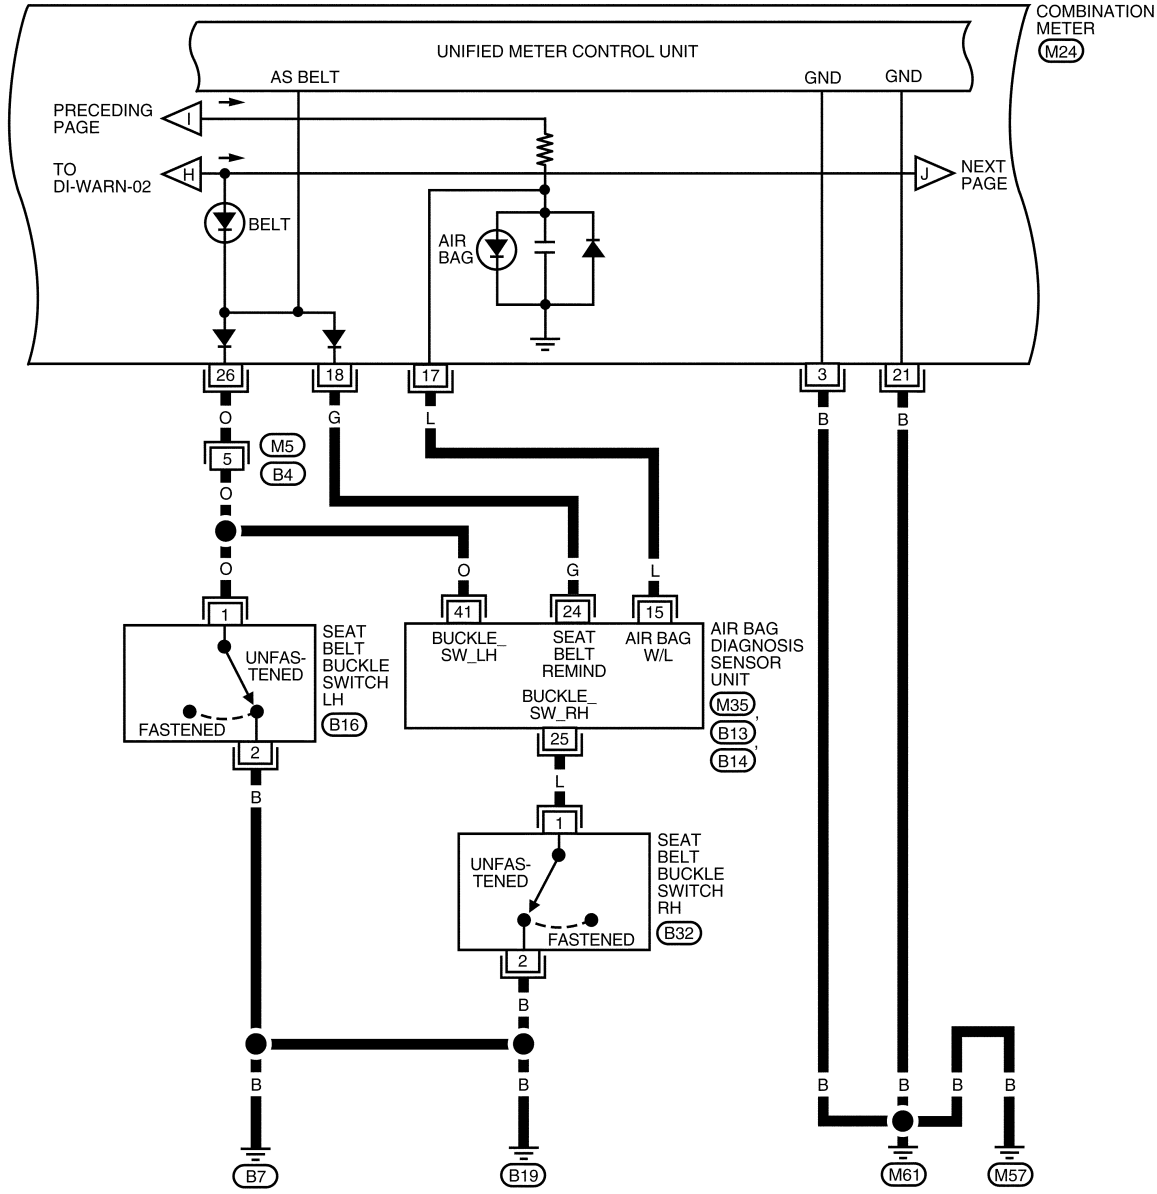 COMBINATION
METER
M24
UNIFIED METER CONTROL UNIT
AS BELT
GND
GND
PRECEDING
PAGE
I
TO
DI-WARN-02
H
J
NEXT
PAGE
BELT
AIR
BAG
26
18
17
3
21
O
G
L
B
B
5
M5
B4
O
O
O
G
L
1
41
24
15
SEAT
BELT
BUCKLE
SWITCH
LH
B16
UNFAS-
TENED
FASTENED
2
BUCKLE_
SW_LH
SEAT
BELT
REMIND
AIR BAG
W/L
BUCKLE_
SW_RH
25
AIR BAG
DIAGNOSIS
SENSOR
UNIT
M35,
B13,
B14
B
L
1
UNFAS-
TENED
FASTENED
2
SEAT
BELT
BUCKLE
SWITCH
RH
B32
B
B
B
B
B
B
B
B7
B19
M61
M57